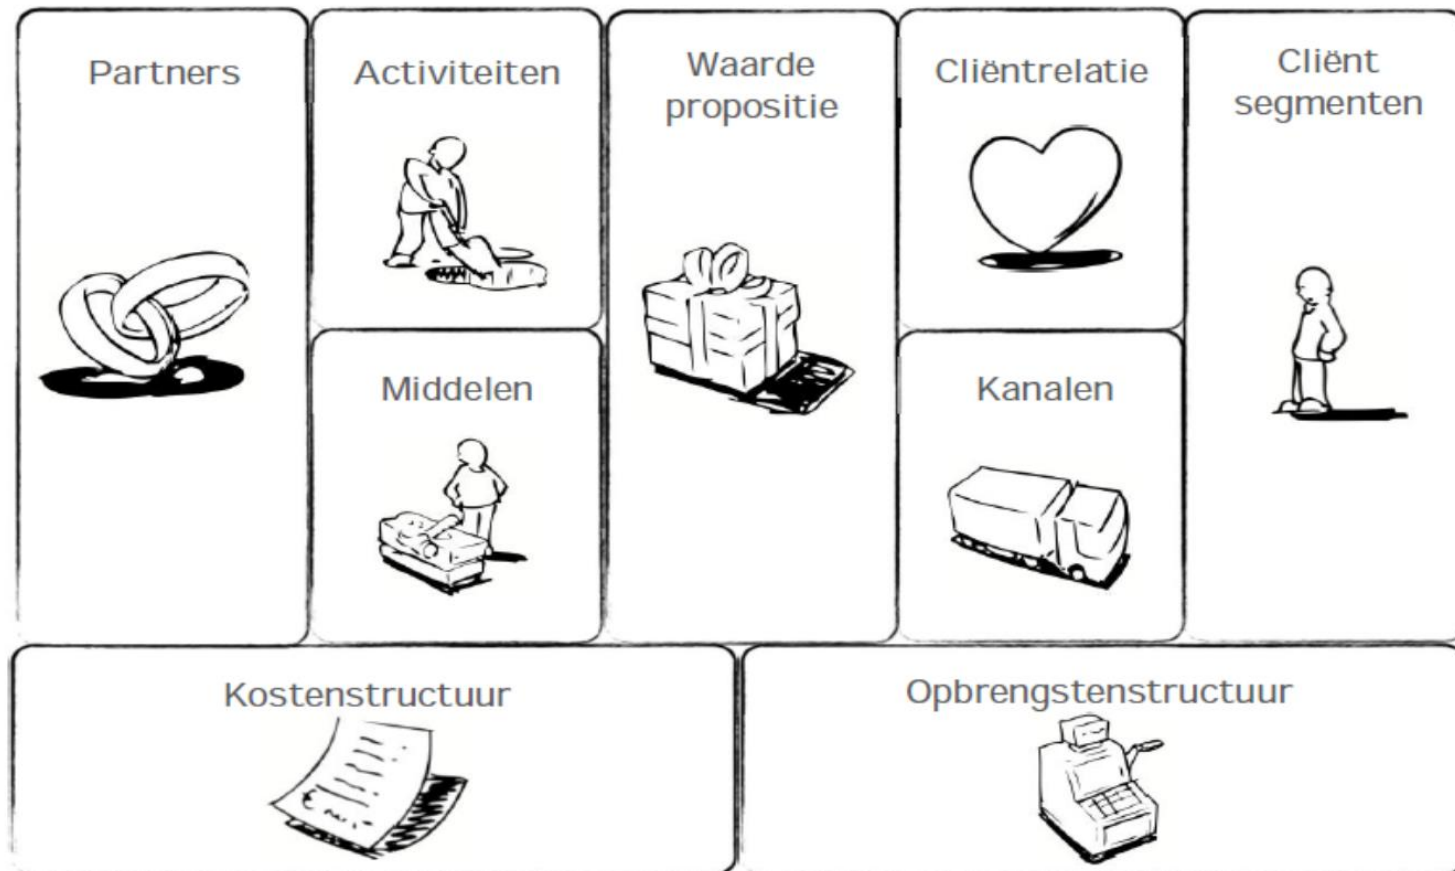 Partners
Activiteiten
Waarde
propositie
Cliëntrelatie
Cliënt
segmenten
Middelen
Kanalen
Kostenstructuur
Opbrengstenstructuur